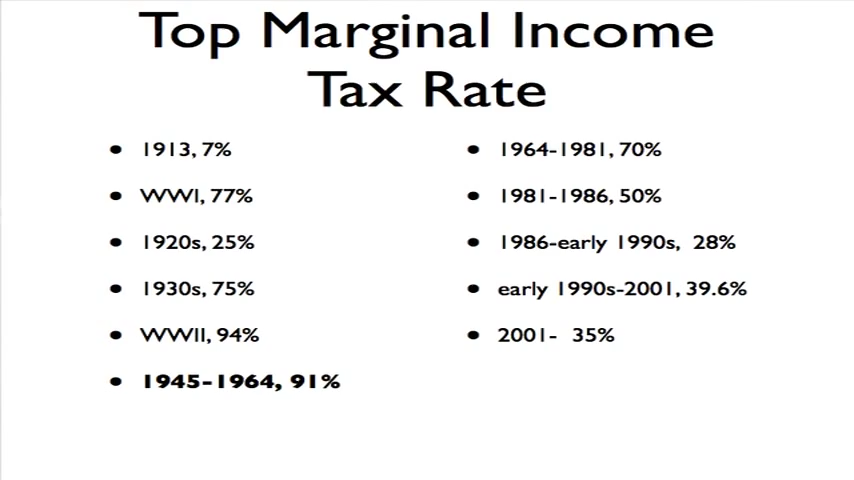 Top Marginal Income
Tax Rate
• 1913, 7%
• WWI, 77%
• 1920s, 25%
• 1930s, 75%
• WWII, 94%
• 1945-1964, 91%
• 1964-1981, 70%
• 1981-1986, 50%
• 1986-early 1990s, 28%
• early 1990s-2001, 39.6%
• 2001- 35%